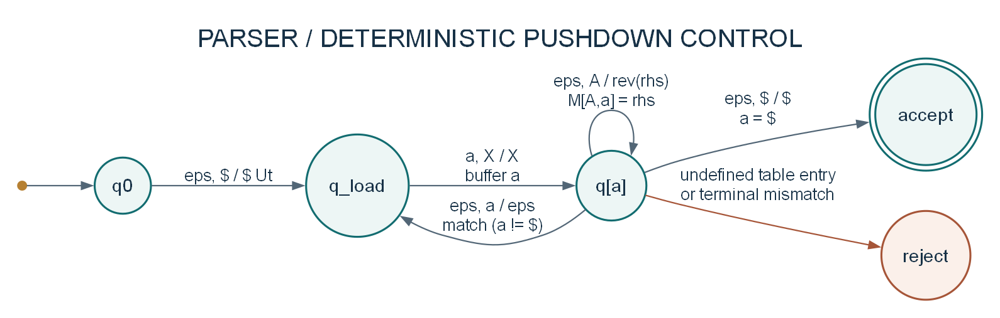 PARSER / DETERMINISTIC PUSHDOWN CONTROL
q0
eps, $ / $ Ut
q_load
a, X / X
buffer a
eps, a / eps
match (a != $)
eps, A / rev(rhs)
M[A,a] = rhs
q[a]
eps, $ / $
a = $
accept
undefined table entry
or terminal mismatch
reject